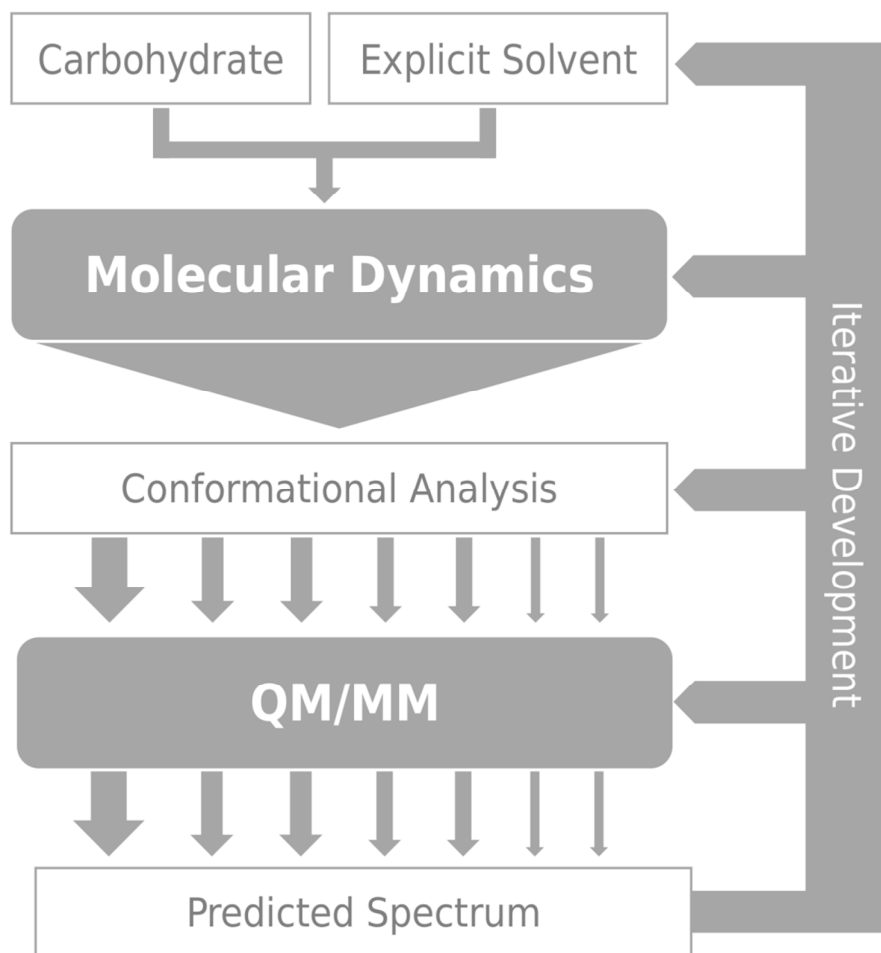 Carbohydrate
Explicit Solvent
Molecular Dynamics
Conformational Analysis
QM/MM
Predicted Spectrum
Iterative Development